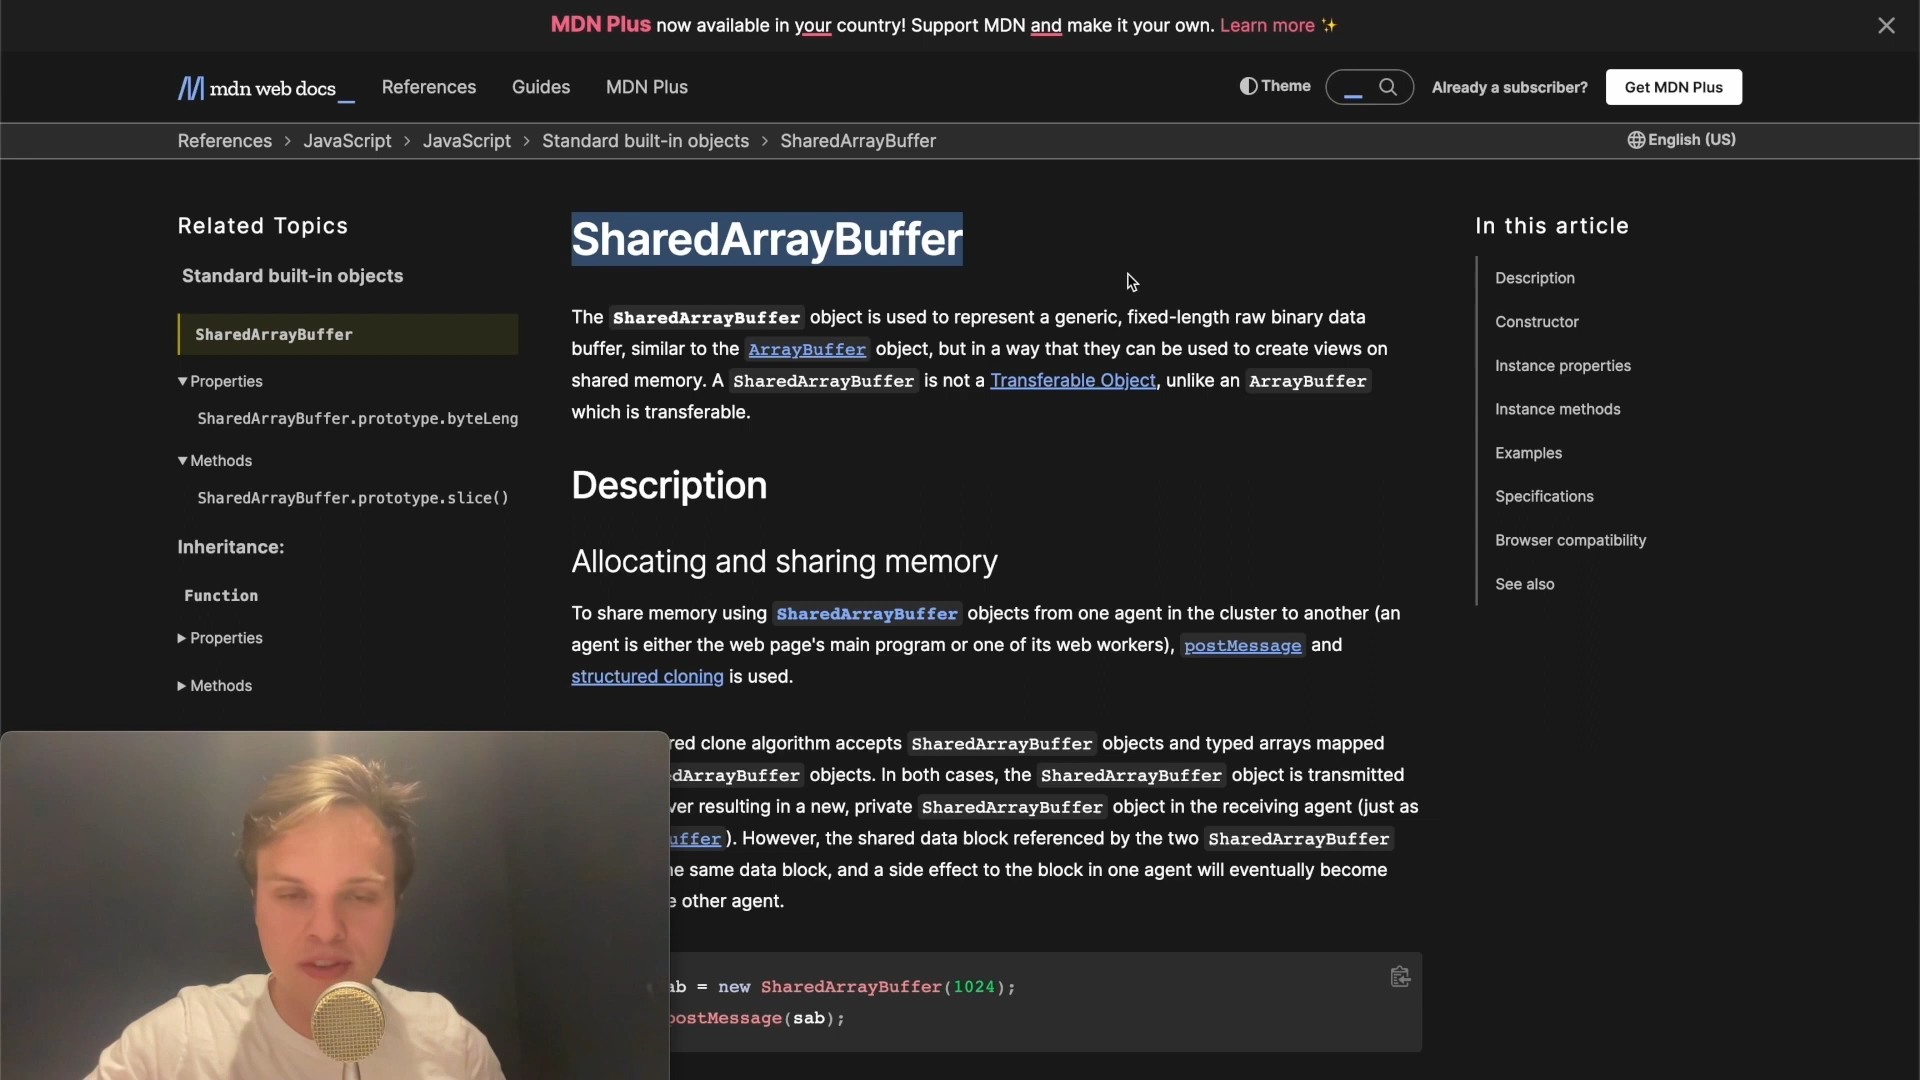 MDN Plus now available in your country! Support MDN and make it your own. Learn more ✨
mdn web docs_
References
Guides
MDN Plus
Theme
Already a subscriber?
Get MDN Plus
References > JavaScript > JavaScript > Standard built-in objects > SharedArrayBuffer
English (US)
Related Topics
Standard built-in objects
SharedArrayBuffer
Properties
SharedArrayBuffer.prototype.byteLeng
Methods
SharedArrayBuffer.prototype.slice()
Inheritance:
Function
Properties
Methods
SharedArrayBuffer
The SharedArrayBuffer object is used to represent a generic, fixed-length raw binary data
buffer, similar to the ArrayBuffer object, but in a way that they can be used to create views on
shared memory. A SharedArrayBuffer is not a Transferable Object, unlike an ArrayBuffer
which is transferable.
Description
Allocating and sharing memory
To share memory using SharedArrayBuffer objects from one agent in the cluster to another (an
agent is either the web page's main program or one of its web workers), postMessage and
structured cloning is used.
red clone algorithm accepts SharedArrayBuffer objects and typed arrays mapped
dArrayBuffer objects. In both cases, the SharedArrayBuffer object is transmitted
ver resulting in a new, private SharedArrayBuffer object in the receiving agent (just as
uffer). However, the shared data block referenced by the two SharedArrayBuffer
e same data block, and a side effect to the block in one agent will eventually become
e other agent.
ab = new SharedArrayBuffer(1024);
postMessage(sab);
In this article
Description
Constructor
Instance properties
Instance methods
Examples
Specifications
Browser compatibility
See also